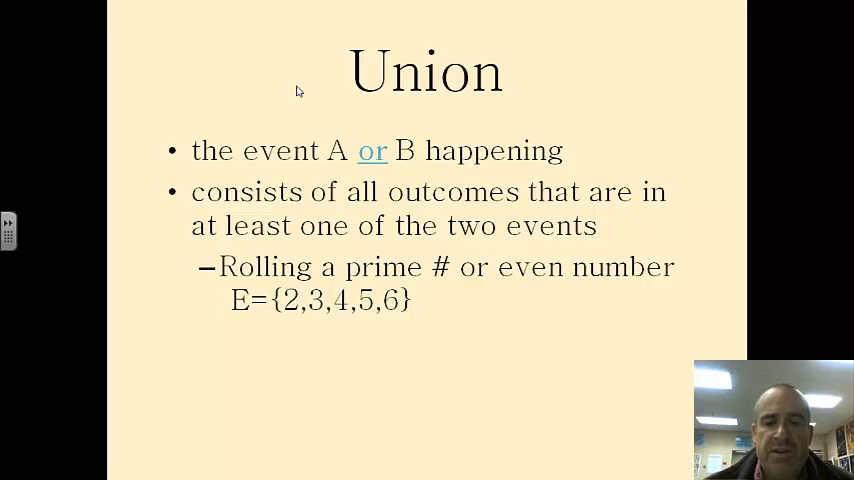 Union
• the event A or B happening
• consists of all outcomes that are in
at least one of the two events
–Rolling a prime # or even number
E={2,3,4,5,6}